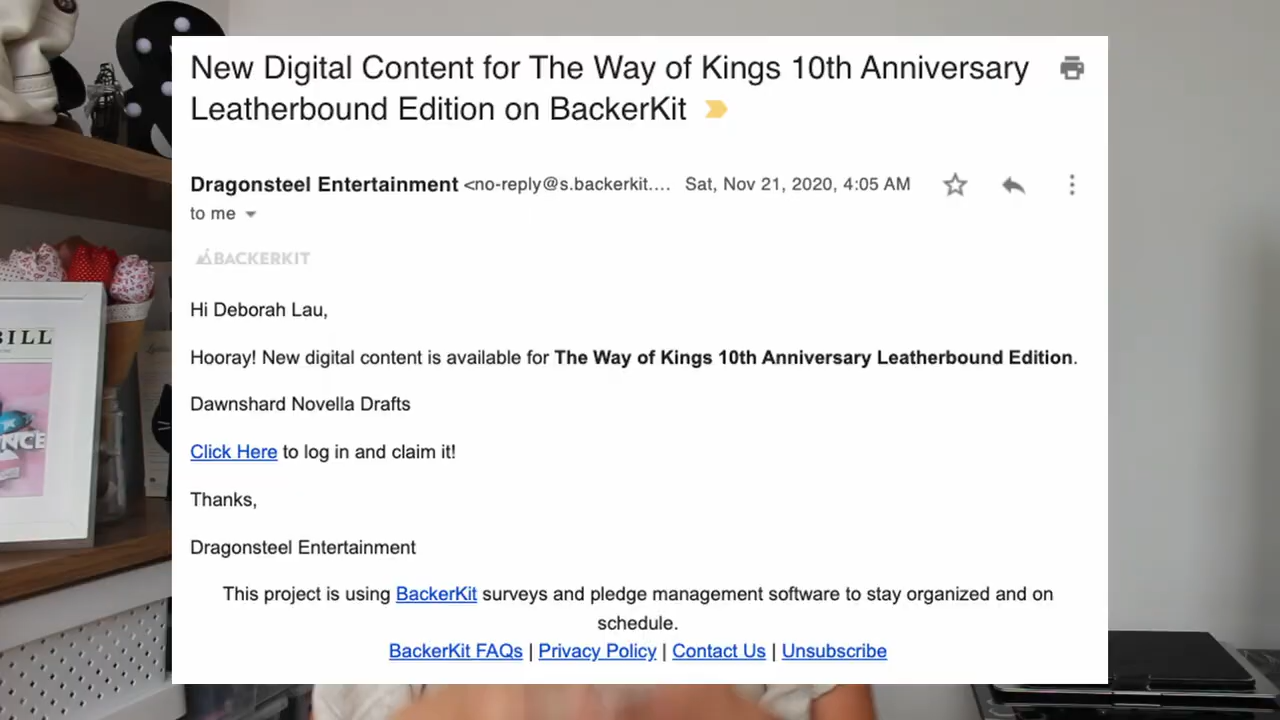 New Digital Content for The Way of Kings 10th Anniversary
Leatherbound Edition on BackerKit
Dragonsteel Entertainment <no-reply@s.backerkit.... Sat, Nov 21, 2020, 4:05 AM
to me
BACKERKIT
Hi Deborah Lau,
Hooray! New digital content is available for The Way of Kings 10th Anniversary Leatherbound Edition.
Dawnshard Novella Drafts
Click Here to log in and claim it!
Thanks,
Dragonsteel Entertainment
This project is using BackerKit surveys and pledge management software to stay organized and on
schedule.
BackerKit FAQs | Privacy Policy | Contact Us | Unsubscribe
BILL
NCE